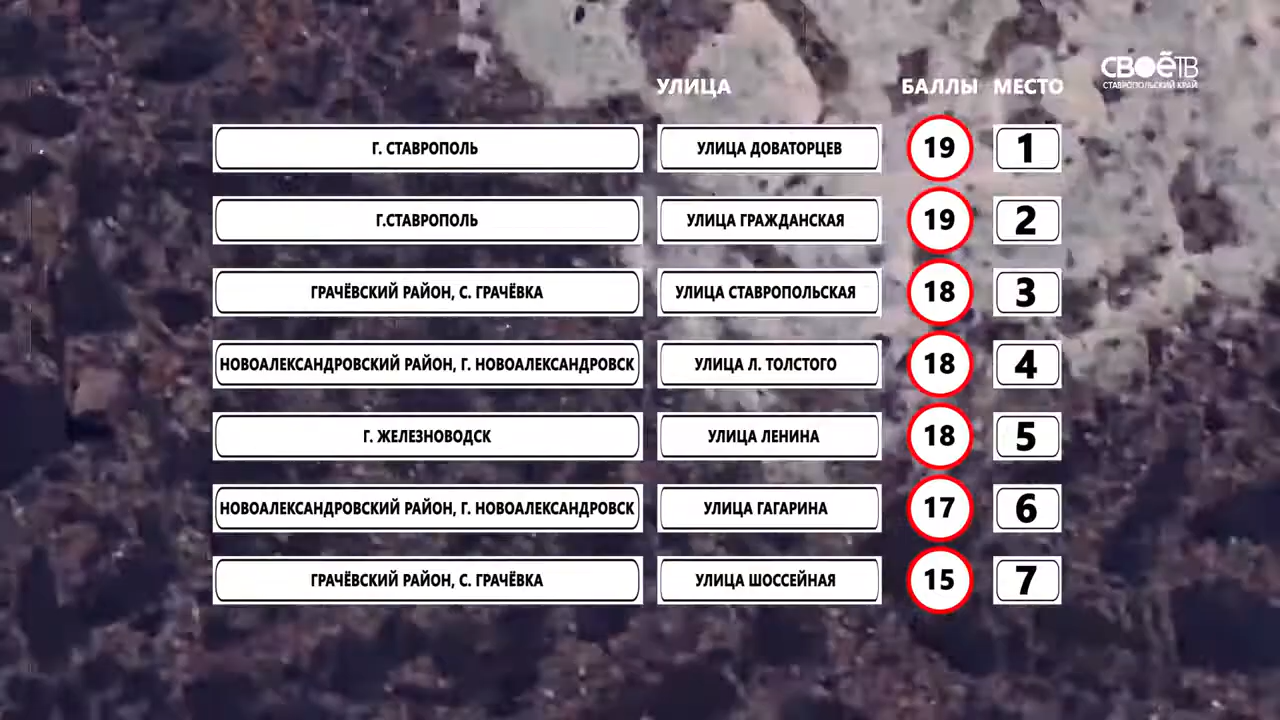 СВОЁТВ
СТАВРОПОЛЬСКИЙ КРАЙ
УЛИЦА БАЛЛЫ МЕСТО
Г. СТАВРОПОЛЬ УЛИЦА ДОВАТОРЦЕВ 19 1
Г.СТАВРОПОЛЬ УЛИЦА ГРАЖДАНСКАЯ 19 2
ГРАЧЁВСКИЙ РАЙОН, С. ГРАЧЁВКА УЛИЦА СТАВРОПОЛЬСКАЯ 18 3
НОВОАЛЕКСАНДРОВСКИЙ РАЙОН, Г. НОВОАЛЕКСАНДРОВСК УЛИЦА Л. ТОЛСТОГО 18 4
Г. ЖЕЛЕЗНОВОДСК УЛИЦА ЛЕНИНА 18 5
НОВОАЛЕКСАНДРОВСКИЙ РАЙОН, Г. НОВОАЛЕКСАНДРОВСК УЛИЦА ГАГАРИНА 17 6
ГРАЧЁВСКИЙ РАЙОН, С. ГРАЧЁВКА УЛИЦА ШОССЕЙНАЯ 15 7